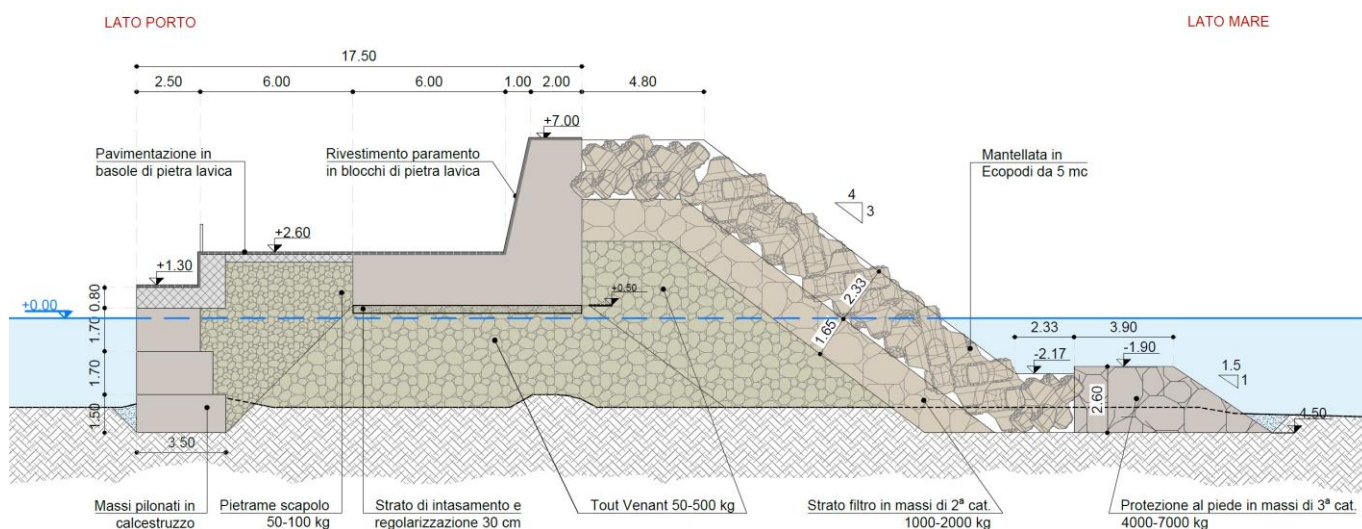 LATO PORTO
LATO MARE
17.50
2.50
6.00
6.00
1.00
2.00
4.80
+7.00
Pavimentazione in
basole di pietra lavica
Rivestimento paramento
in blocchi di pietra lavica
Mantellata in
Ecopodi da 5 mc
4
3
+2.60
+1.30
+0.50
+0.00
0.80
1.70
1.70
1.50
2.33
1.65
2.33
3.90
-2.17
-1.90
1.5
1
2.60
-4.50
3.50
Massi pilonati in
calcestruzzo
Pietrame scapolo
50-100 kg
Strato di intasamento e
regolarizzazione 30 cm
Tout Venant 50-500 kg
Strato filtro in massi di 2ª cat.
1000-2000 kg
Protezione al piede in massi di 3ª cat.
4000-7000 kg